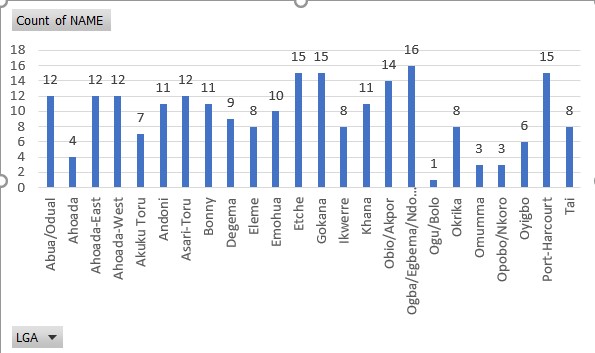 Count of NAME
18
16
14
12
10
8
6
4
2
0
12
4
12
12
7
11
12
11
9
8
10
15
15
8
11
14
16
1
8
3
3
6
15
8
Abua/Odual
Ahoada
Ahoada-East
Ahoada-West
Akuku Toru
Andoni
Asari-Toru
Bonny
Degema
Eleme
Emohua
Etche
Gokana
Ikwerre
Khana
Obio/Akpor
Ogba/Egbema/Ndo...
Ogu/Bolo
Okrika
Omumma
Opobo/Nkoro
Oyigbo
Port-Harcourt
Tai
LGA